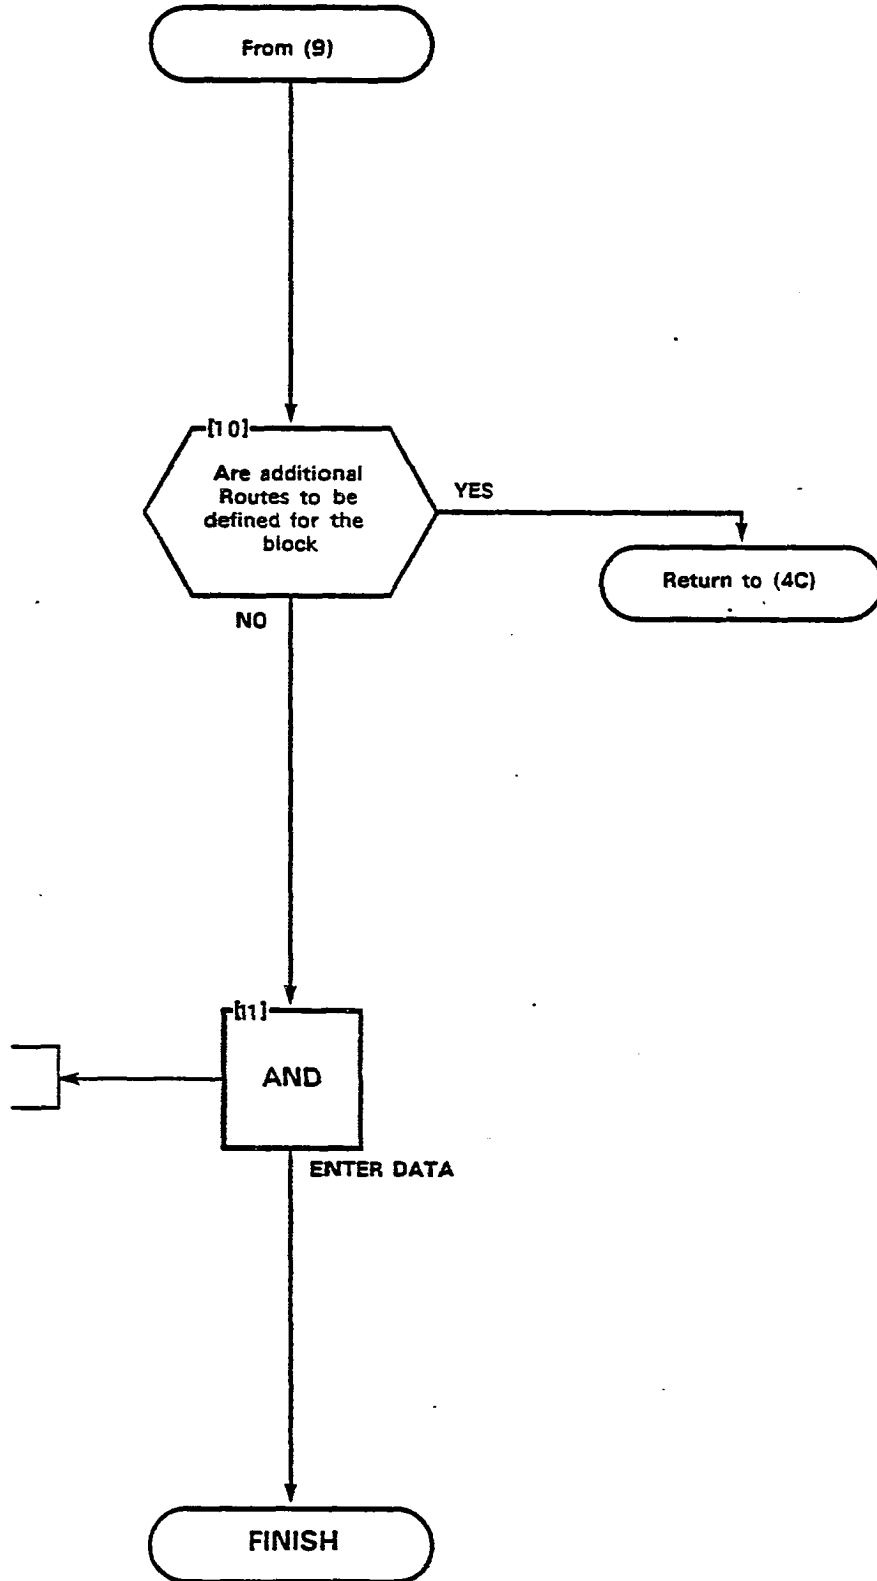 From (9)
[10]
Are additional
Routes to be
defined for the
block
YES
Return to (4C)
NO
[11]
AND
ENTER DATA
FINISH